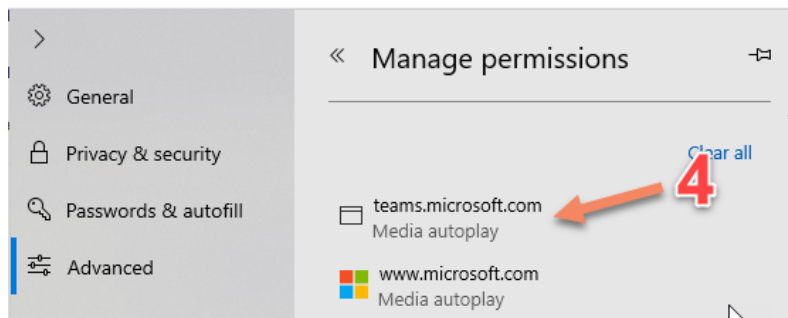 Manage permissions
General
Privacy & security
Passwords & autofill
Advanced
Clear all
4
teams.microsoft.com
Media autoplay
www.microsoft.com
Media autoplay